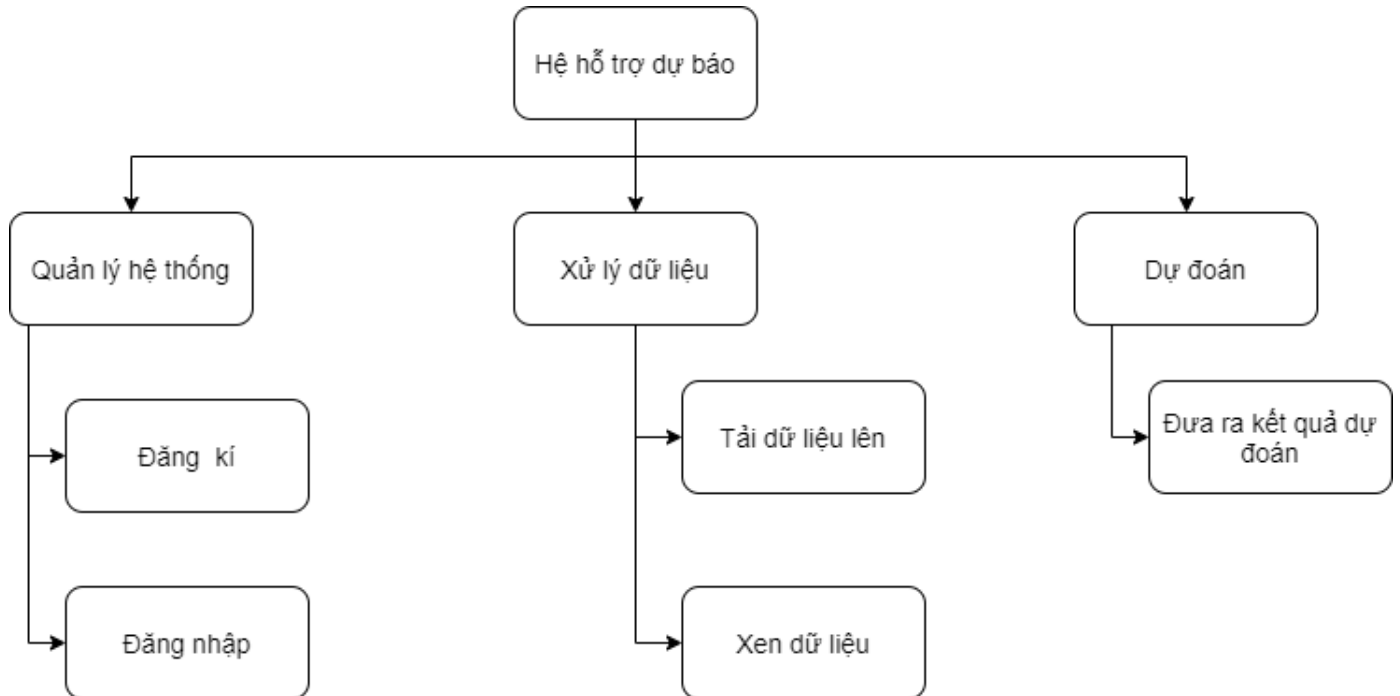 Hệ hỗ trợ dự báo
Quản lý hệ thống
Xử lý dữ liệu
Dự đoán
Đăng kí
Tải dữ liệu lên
Đưa ra kết quả dự
đoán
Đăng nhập
Xen dữ liệu